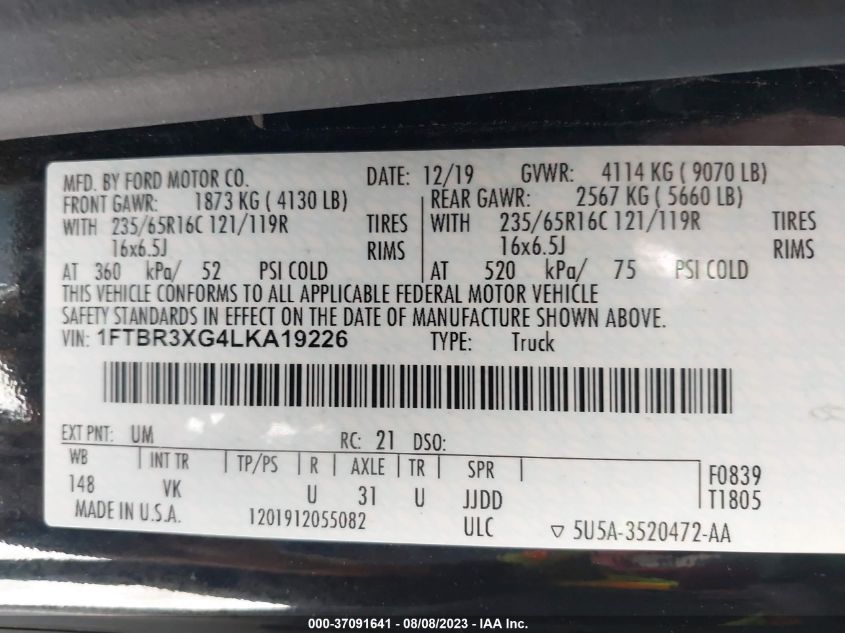 MFD. BY FORD MOTOR CO. DATE: 12/19 GVWR: 4114 KG ( 9070 LB)
FRONT GAWR: 1873 KG ( 4130 LB) REAR GAWR: 2567 KG ( 5660 LB)
WITH 235/65R16C 121/119R TIRES WITH 235/65R16C 121/119R TIRES
16x6.5J RIMS 16x6.5J RIMS
AT 360 kPa/ 52 PSI COLD AT 520 kPa/ 75 PSI COLD
THIS VEHICLE CONFORMS TO ALL APPLICABLE FEDERAL MOTOR VEHICLE
SAFETY STANDARDS IN EFFECT ON THE DATE OF MANUFACTURE SHOWN ABOVE.
VIN: 1FTBR3XG4LKA19226 TYPE: Truck
EXT PNT: UM RC: 21 DSO:
WB INT TR TP/PS R AXLE TR SPR F0839
148 VK U 31 U JJDD T1805
MADE IN U.S.A. 1201912055082 ULC ▽ 5U5A-3520472-AA
000-37091641 - 08/08/2023 - IAA Inc.